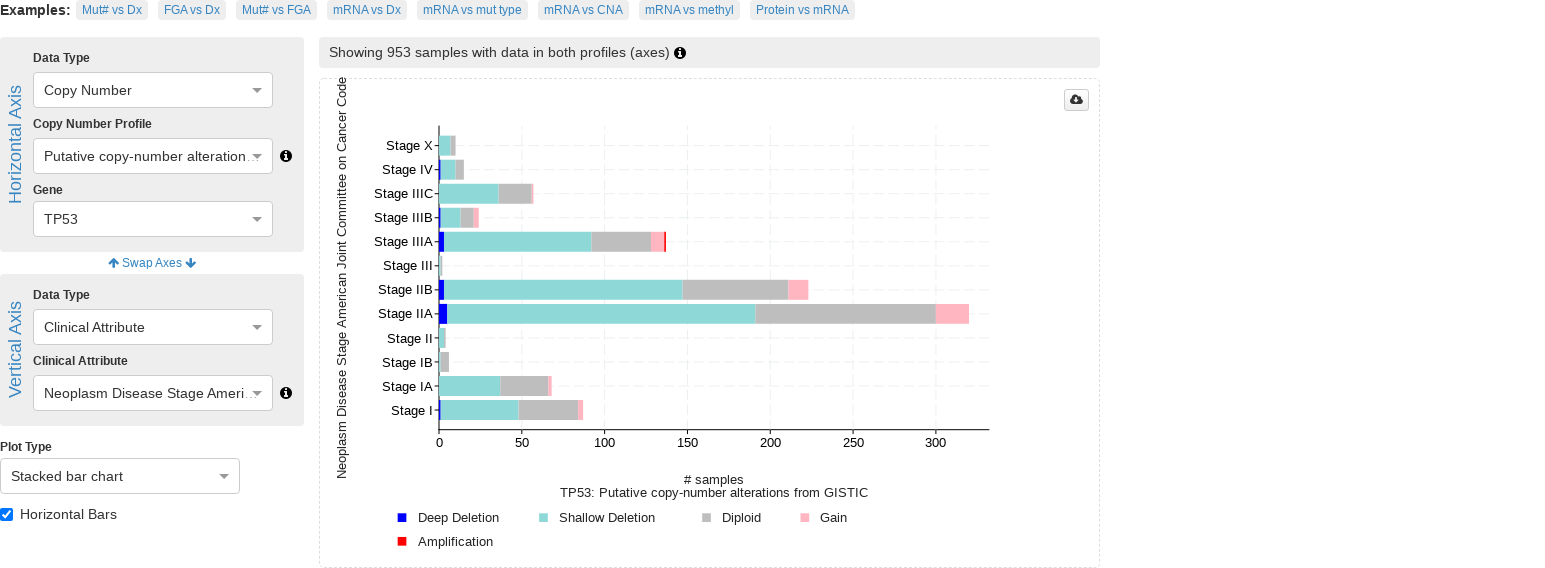 Examples: Mut# vs Dx FGA vs Dx Mut# vs FGA mRNA vs Dx mRNA vs mut type mRNA vs CNA mRNA vs methyl Protein vs mRNA
Horizontal Axis
Data Type
Copy Number
Copy Number Profile
Putative copy-number alteration…
Gene
TP53
Swap Axes
Vertical Axis
Data Type
Clinical Attribute
Clinical Attribute
Neoplasm Disease Stage Ameri…
Plot Type
Stacked bar chart
Horizontal Bars
Showing 953 samples with data in both profiles (axes)
Neoplasm Disease Stage American Joint Committee on Cancer Code
Stage X
Stage IV
Stage IIIC
Stage IIIB
Stage IIIA
Stage III
Stage IIB
Stage IIA
Stage II
Stage IB
Stage IA
Stage I
0 50 100 150 200 250 300
# samples
TP53: Putative copy-number alterations from GISTIC
Deep Deletion Shallow Deletion Diploid Gain
Amplification